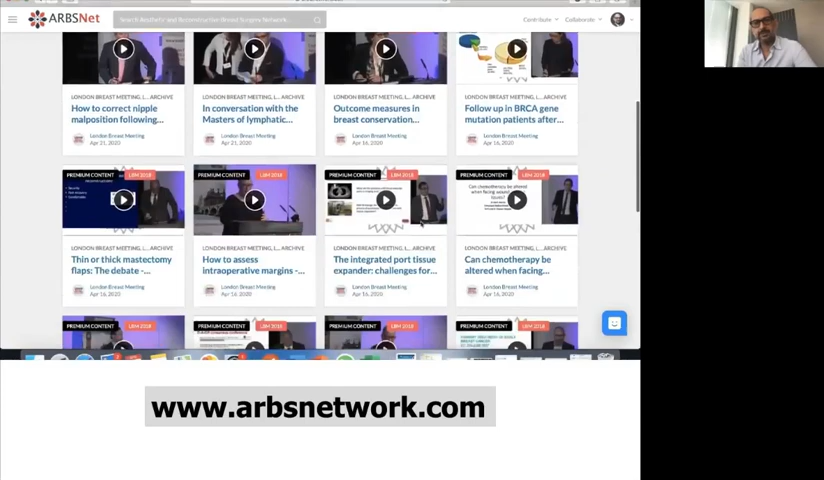 ARBSNet
Search Aesthetic and Reconstructive Breast Surgery Network...
Contribute
Collaborate
LONDON BREAST MEETING, L... ARCHIVE
How to correct nipple
malposition following...
London Breast Meeting
Apr 21, 2020
LONDON BREAST MEETING, L... ARCHIVE
In conversation with the
Masters of lymphatic...
London Breast Meeting
Apr 21, 2020
LONDON BREAST MEETING, L... ARCHIVE
Outcome measures in
breast conservation...
London Breast Meeting
Apr 16, 2020
LONDON BREAST MEETING, L... ARCHIVE
Follow up in BRCA gene
mutation patients after...
London Breast Meeting
Apr 16, 2020
PREMIUM CONTENT
LBM 2018
LONDON BREAST MEETING, L... ARCHIVE
Thin or thick mastectomy
flaps: The debate -...
London Breast Meeting
Apr 16, 2020
PREMIUM CONTENT
LBM 2018
LONDON BREAST MEETING, L... ARCHIVE
How to assess
intraoperative margins -...
London Breast Meeting
Apr 16, 2020
PREMIUM CONTENT
LBM 2018
LONDON BREAST MEETING, L... ARCHIVE
The integrated port tissue
expander: challenges for...
London Breast Meeting
Apr 16, 2020
PREMIUM CONTENT
LBM 2018
Can chemotherapy be
altered when facing
LONDON BREAST MEETING, L... ARCHIVE
Can chemotherapy be
altered when facing...
London Breast Meeting
Apr 16, 2020
PREMIUM CONTENT
LBM 2018
PREMIUM CONTENT
LBM 2018
PREMIUM CONTENT
LBM 2018
PREMIUM CONTENT
LBM 2018
www.arbsnetwork.com